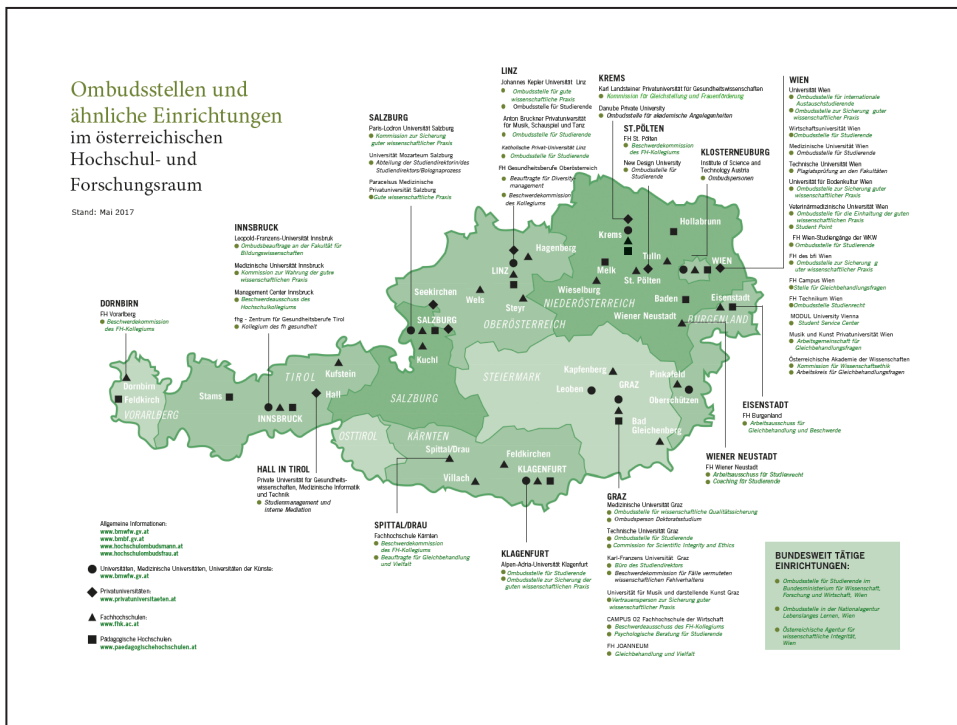 Ombudsstellen und
ähnliche Einrichtungen
im österreichischen
Hochschul- und
Forschungsraum
Stand: Mai 2017
DORNBIRN
FH Vorarlberg
Beschwerdekommission
des FH-Kollegiums
INNSBRUCK
Leopold-Franzens-Universität Innsbruk
Ombudsbeauftrage an der Fakultät für
Bildungswissenschaften
Medizinische Universität Innsbruck
Kommission zur Wahrung der gutwe
wissenschaftlichen Praxis
Management Center Innsbruck
Beschwerdeausschuss des
Hochschulkollegiums
fhg - Zentrum für Gesundheitsberufe Tirol
Kollegium des fh gesundheit
SALZBURG
Paris-Lodron Universität Salzburg
Kommission zur Sicherung
guter wissenschaftlicher Praxis
Universität Mozarteum Salzburg
Abteilung der Studiendirektorin/des
Studiendirektors/Bolognaprozess
Paracelsus Medizinische
Privatuniversität Salzburg
Gute wissenschaftliche Praxis
LINZ
Johannes Kepler Universität Linz
Ombudsstelle für gute
wissenschaftliche Praxis
Ombudsstelle für Studierende
Anton Bruckner Privatuniversität
für Musik, Schauspiel und Tanz
Ombudsstelle für Studierende
Katholische Privat-Universität Linz
Ombudsstelle für Studierende
FH Gesundheitsberufe Oberösterreich
Beauftragte für Diversity
management
Beschwerdekommission
des Kollegiums
KREMS
Karl Landsteiner Privatuniversität für Gesundheitswissenschaften
Kommission für Gleichstellung und Frauenförderung
Danube Private University
Ombudsstelle für akademische Angelegenheiten
ST.PÖLTEN
FH St. Pölten
Beschwerdekommission
des FH-Kollegiums
New Design University
Ombudsstelle für
Studierende
KLOSTERNEUBURG
Institute of Science and
Technology Austria
Ombudspersonen
WIEN
Universität Wien
Ombudsstelle für internationale
Austauschstudierende
Ombudsstelle zur Sicherung guter
wissenschaftlicher Praxis
Wirtschaftsuniversität Wien
Ombudsstelle für Studierende
Medizinische Universität Wien
Ombudsstelle für Studierende
Technische Universität Wien
Plagiatsprüfung an den Fakultäten
Universität für Bodenkultur Wien
Ombudsstelle zur Sicherung guter
wissenschaftlicher Praxis
Veterinärmedizinische Universität Wien
Ombudsstelle für die Einhaltung der guten
wissenschaftlichen Praxis
Student Point
FH Wien-Studiengänge der WKW
Ombudsstelle für Studierende
FH des bfi Wien
Ombudsstelle zur Sicherung g
uter wissenschaftlicher Praxis
FH Campus Wien
Stelle für Gleichbehandlungsfragen
FH Technikum Wien
Ombudsstelle Studienrecht
MODUL University Vienna
Student Service Center
Musik und Kunst Privatuniversität Wien
Arbeitsgemeinschaft für
Gleichbehandlungsfragen
Österreichische Akademie der Wissenschaften
Kommission für Wissenschaftsethik
Arbeitskreis für Gleichbehandlungsfragen
Hollabrunn
Krems
Tulln
WIEN
Hagenberg
LINZ
Melk
St. Pölten
Wieselburg
Wels
Steyr
NIEDERÖSTERREICH
Baden
Eisenstadt
Seekirchen
Wiener Neustadt
BURGENLAND
OBERÖSTERREICH
SALZBURG
Kuchl
Kufstein
TIROL
Dornbirn
Feldkirch
VORARLBERG
Stams
INNSBRUCK
Hall
SALZBURG
STEIERMARK
Kapfenberg
Leoben
GRAZ
Pinkafeld
Oberschützen
Bad
Gleichenberg
OSTTIROL
KÄRNTEN
Spittal/Drau
Feldkirchen
Villach
KLAGENFURT
EISENSTADT
FH Burgenland
Arbeitsausschuss für
Gleichbehandlung und Beschwerde
WIENER NEUSTADT
FH Wiener Neustadt
Arbeitsausschuss für Studienrecht
Coaching für Studierende
HALL IN TIROL
Private Universität für Gesundheits-
wissenschaften, Medizinische Informatik
und Technik
Studienmanagement und
interne Mediation
SPITTAL/DRAU
Fachhochschule Kärnten
Beschwerdekommission
des FH-Kollegiums
Beauftragte für Gleichbehandlung
und Vielfalt
KLAGENFURT
Alpen-Adria-Universität Klagenfurt
Ombudsstelle für Studierende
Ombudsstelle zur Sicherung der
guten wissenschaftlichen Praxis
GRAZ
Medizinische Universität Graz
Ombudsstelle für wissenschaftliche Qualitätssicherung
Ombudsperson Doktoratsstudium
Technische Universität Graz
Ombudsstelle für Studierende
Commission for Scientific Integrity and Ethics
Karl-Franzens Universität Graz
Büro des Studiendirektors
Beschwerdekommission für Fälle vermuteten
wissenschaftlichen Fehlverhaltens
Universität für Musik und darstellende Kunst Graz
Vertrauensperson zur Sicherung guter
wissenschaftlicher Praxis
CAMPUS 02 Fachhochschule der Wirtschaft
Beschwerdeausschuss des FH-Kollegiums
Psychologische Beratung für Studierende
FH JOANNEUM
Gleichbehandlung und Vielfalt
Allgemeine Informationen:
www.bmwfw.gv.at
www.bmbf.gv.at
www.hochschulombudsmann.at
www.hochschulombudsfrau.at
Universitäten, Medizinische Universitäten, Universitäten der Künste:
www.bmwfw.gv.at
Privatuniversitäten:
www.privatuniversitaeten.at
Fachhochschulen:
www.fhk.ac.at
Pädagogische Hochschulen:
www.paedagogischehochschulen.at
BUNDESWEIT TÄTIGE
EINRICHTUNGEN:
Ombudsstelle für Studierende im
Bundesministerium für Wissenschaft,
Forschung und Wirtschaft, Wien
Ombudsstelle in der Nationalagentur
Lebenslanges Lernen, Wien
Österreichische Agentur für
wissenschaftliche Integrität,
Wien